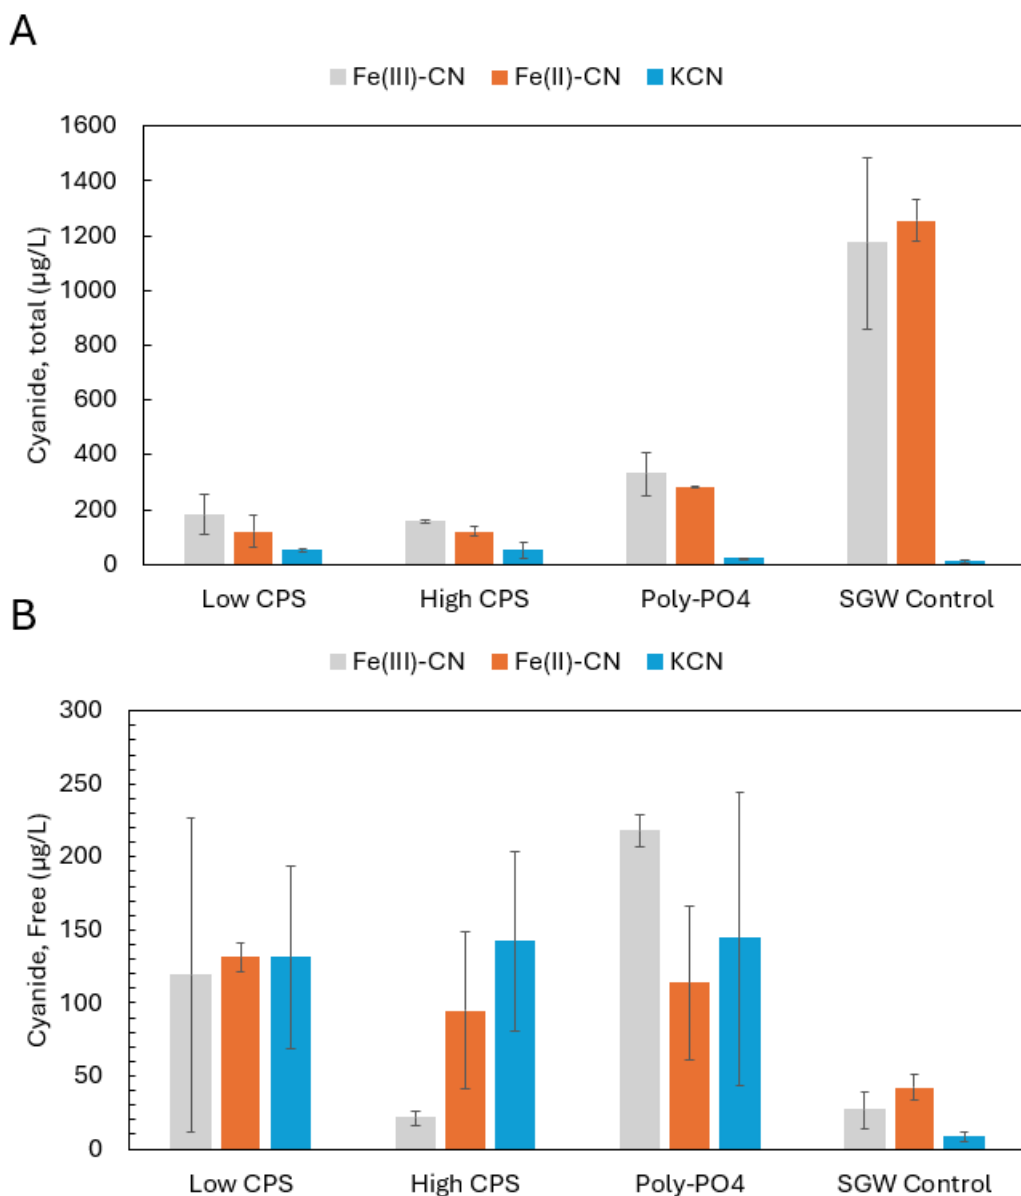 A
Fe(III)-CN Fe(II)-CN KCN
Cyanide, total (µg/L)
1600
1400
1200
1000
800
600
400
200
0
Low CPS High CPS Poly-PO4 SGW Control
B
Fe(III)-CN Fe(II)-CN KCN
Cyanide, Free (µg/L)
300
250
200
150
100
50
0
Low CPS High CPS Poly-PO4 SGW Control